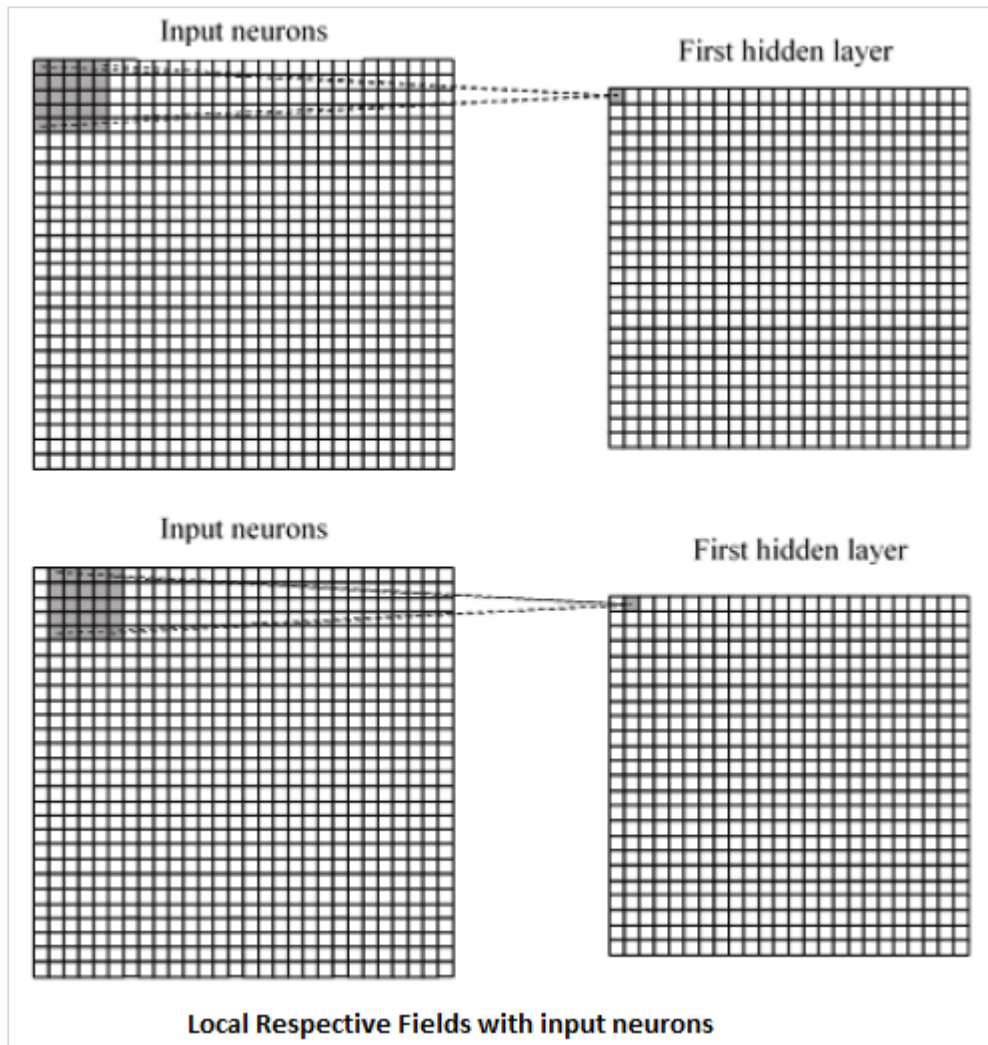 Input neurons
First hidden layer
Input neurons
First hidden layer
Local Respective Fields with input neurons